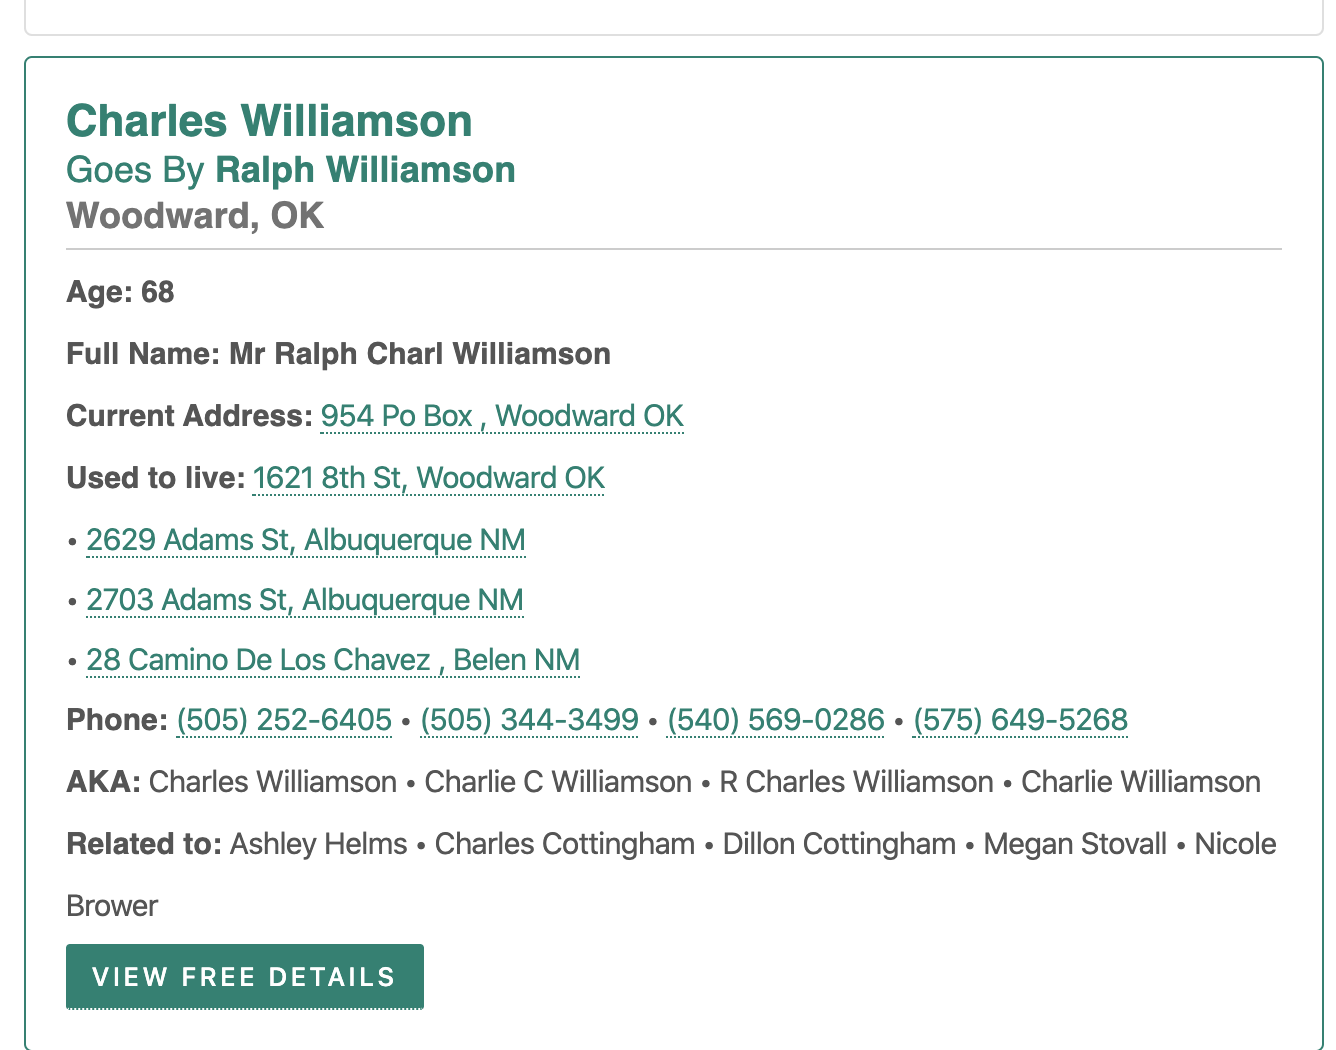 Charles Williamson
Goes By Ralph Williamson
Woodward, OK
Age: 68
Full Name: Mr Ralph Charl Williamson
Current Address: 954 Po Box , Woodward OK
Used to live: 1621 8th St, Woodward OK
• 2629 Adams St, Albuquerque NM
• 2703 Adams St, Albuquerque NM
• 28 Camino De Los Chavez , Belen NM
Phone: (505) 252-6405 • (505) 344-3499 • (540) 569-0286 • (575) 649-5268
AKA: Charles Williamson • Charlie C Williamson • R Charles Williamson • Charlie Williamson
Related to: Ashley Helms • Charles Cottingham • Dillon Cottingham • Megan Stovall • Nicole
Brower
VIEW FREE DETAILS